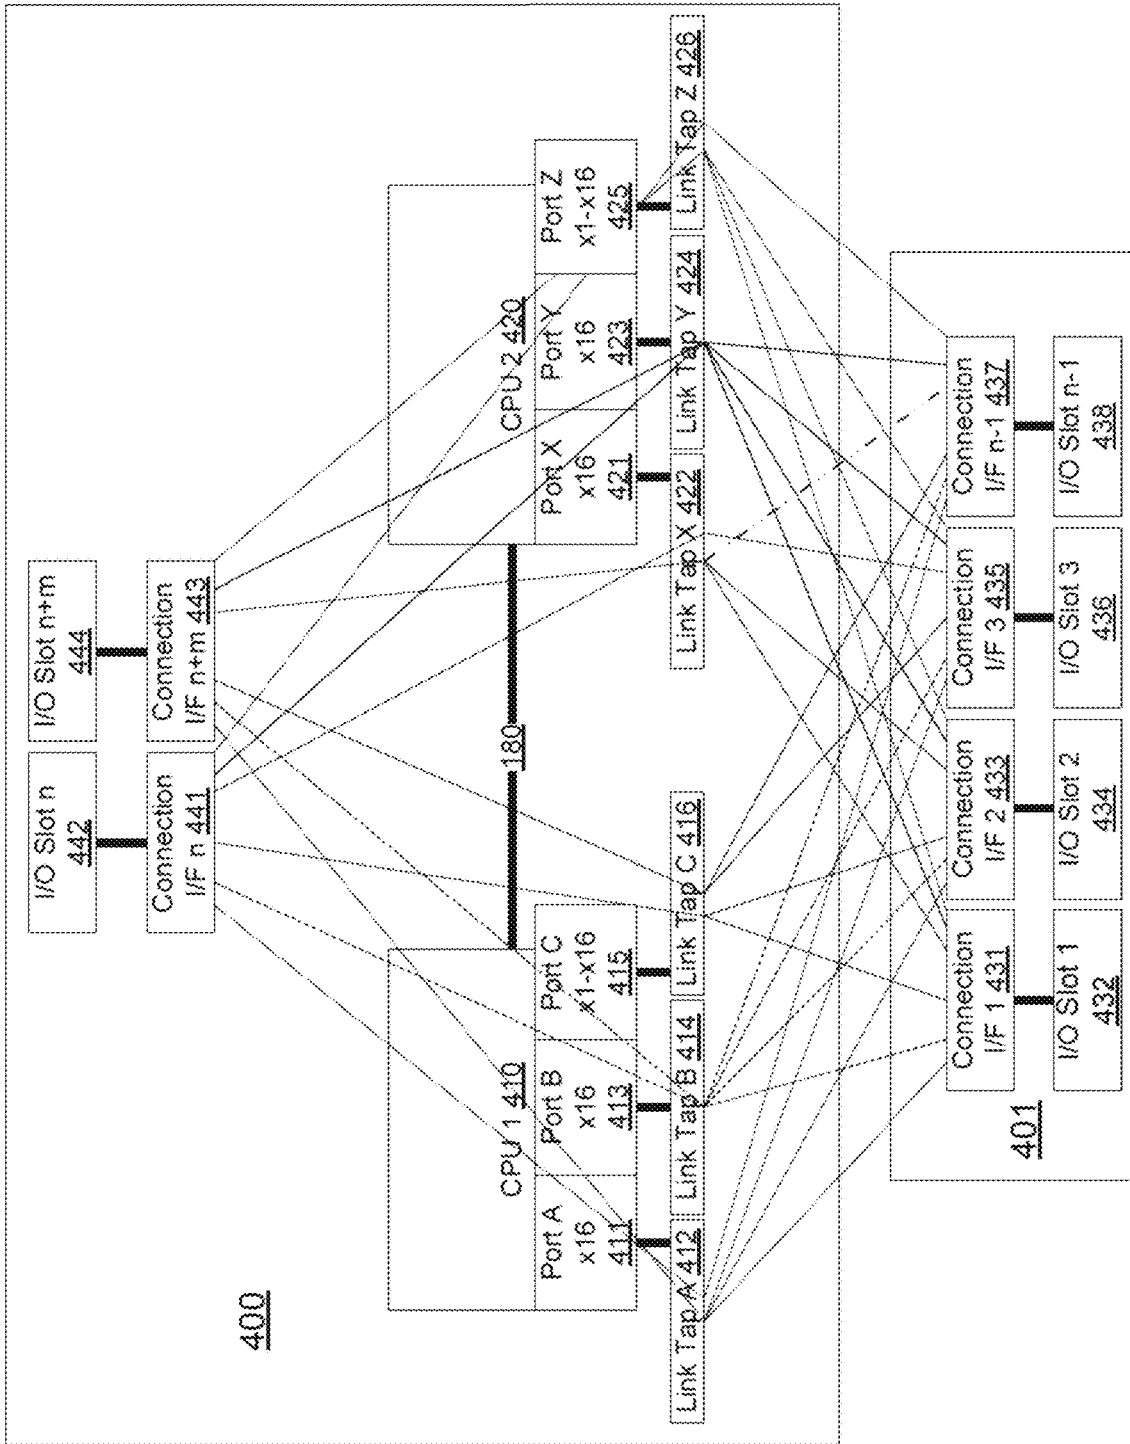 400
I/O Slot n
442
I/O Slot n+m
444
Connection
I/F n 441
Connection
I/F n+m 443
CPU 1 410
Port A
x16
411
Port B
x16
413
Port C
x1-x16
415
180
CPU 2 420
Port X
x16
421
Port Y
x16
423
Port Z
x1-x16
425
Link Tap A 412
Link Tap B 414
Link Tap C 416
Link Tap X 422
Link Tap Y 424
Link Tap Z 426
401
Connection
I/F 1 431
Connection
I/F 2 433
Connection
I/F 3 435
Connection
I/F n-1 437
I/O Slot 1
432
I/O Slot 2
434
I/O Slot 3
436
I/O Slot n-1
438